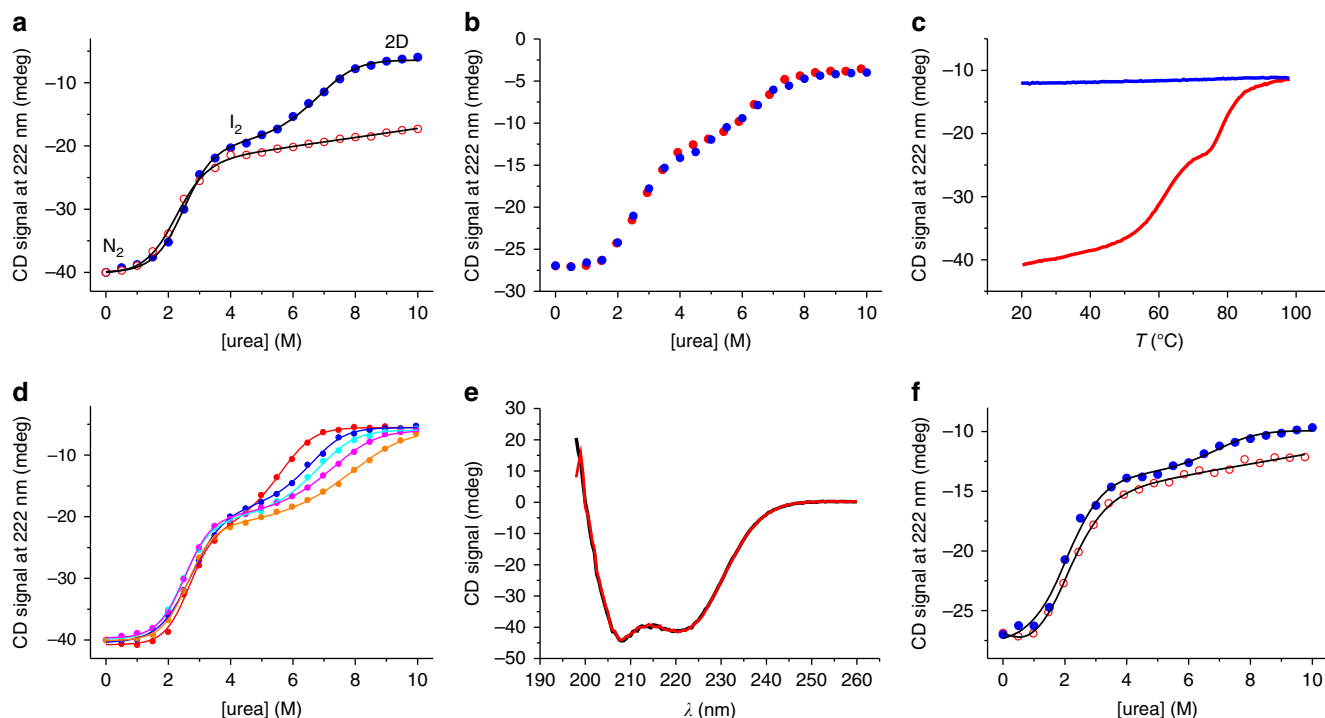 a
CD signal at 222 nm (mdeg)
−10
−20
−30
−40
N2
I2
2D
0 2 4 6 8 10
[urea] (M)
b
CD signal at 222 nm (mdeg)
0
−5
−10
−15
−20
−25
−30
0 2 4 6 8 10
[urea] (M)
c
CD signal at 222 nm (mdeg)
−10
−20
−30
−40
20 40 60 80 100
T (°C)
d
CD signal at 222 nm (mdeg)
−10
−20
−30
−40
0 2 4 6 8 10
[urea] (M)
e
CD signal (mdeg)
30
20
10
0
−10
−20
−30
−40
−50
190 200 210 220 230 240 250 260
λ (nm)
f
CD signal at 222 nm (mdeg)
−10
−15
−20
−25
0 2 4 6 8 10
[urea] (M)